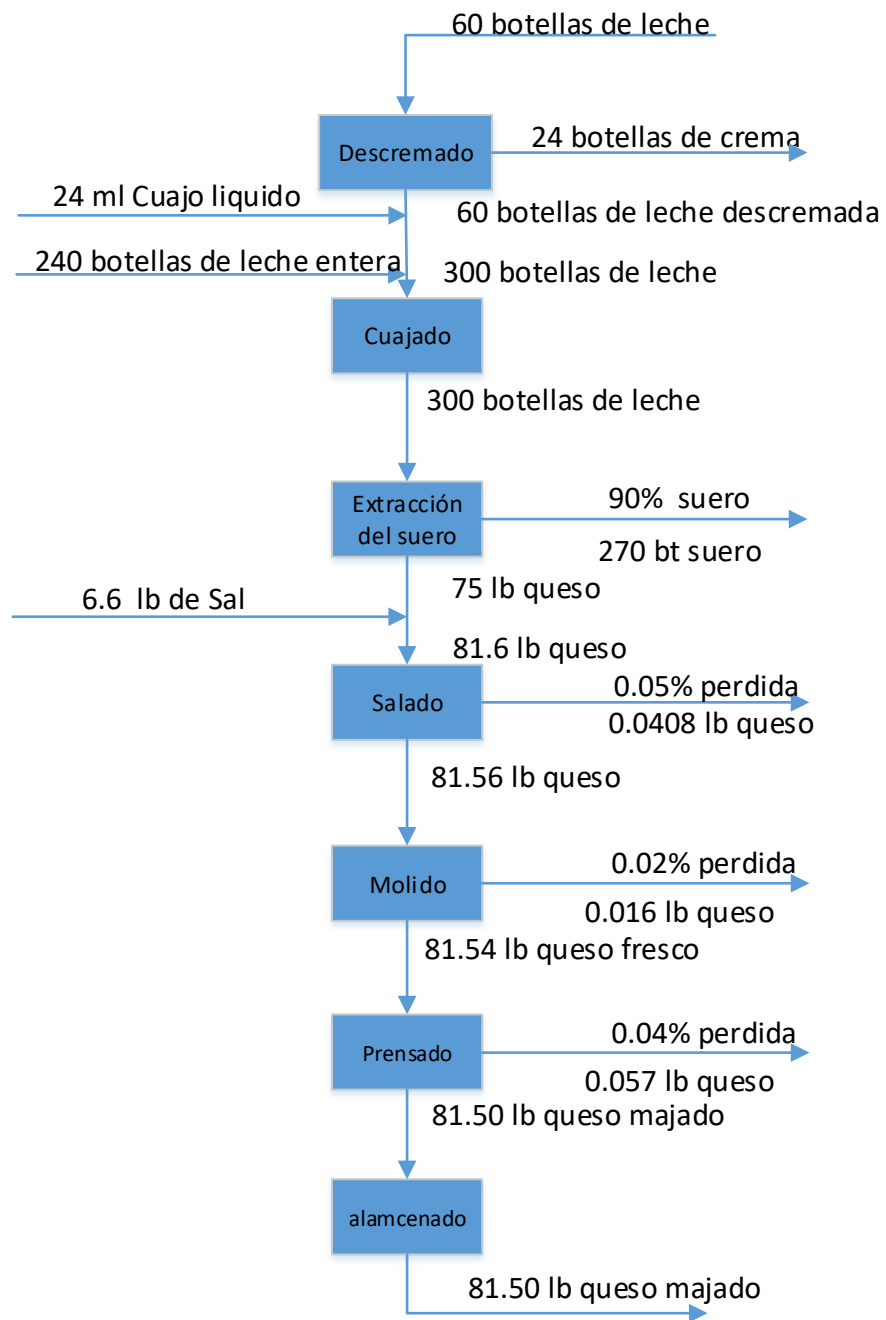 60 botellas de leche
Descremado
24 botellas de crema
24 ml Cuajo liquido
60 botellas de leche descremada
240 botellas de leche entera
300 botellas de leche
Cuajado
300 botellas de leche
Extracción
del suero
90% suero
270 bt suero
75 lb queso
6.6 lb de Sal
81.6 lb queso
Salado
0.05% perdida
0.0408 lb queso
81.56 lb queso
Molido
0.02% perdida
0.016 lb queso
81.54 lb queso fresco
Prensado
0.04% perdida
0.057 lb queso
81.50 lb queso majado
alamcenado
81.50 lb queso majado